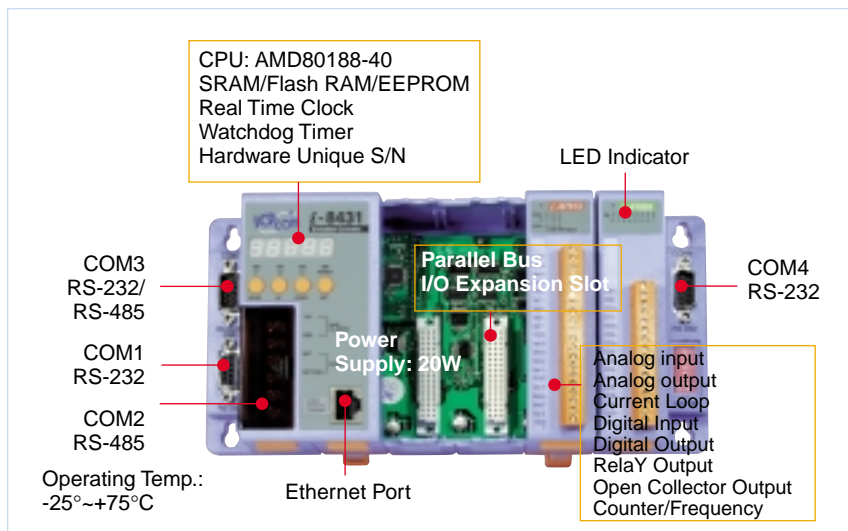 CPU: AMD80188-40
SRAM/Flash RAM/EEPROM
Real Time Clock
Watchdog Timer
Hardware Unique S/N
LED Indicator
i-8431
COM3
RS-232/
RS-485
COM1
RS-232
COM2
RS-485
Parallel Bus
I/O Expansion Slot
Power
Supply: 20W
COM4
RS-232
Analog input
Analog output
Current Loop
Digital Input
Digital Output
RelaY Output
Open Collector Output
Counter/Frequency
Operating Temp.:
-25°~+75°C
Ethernet Port